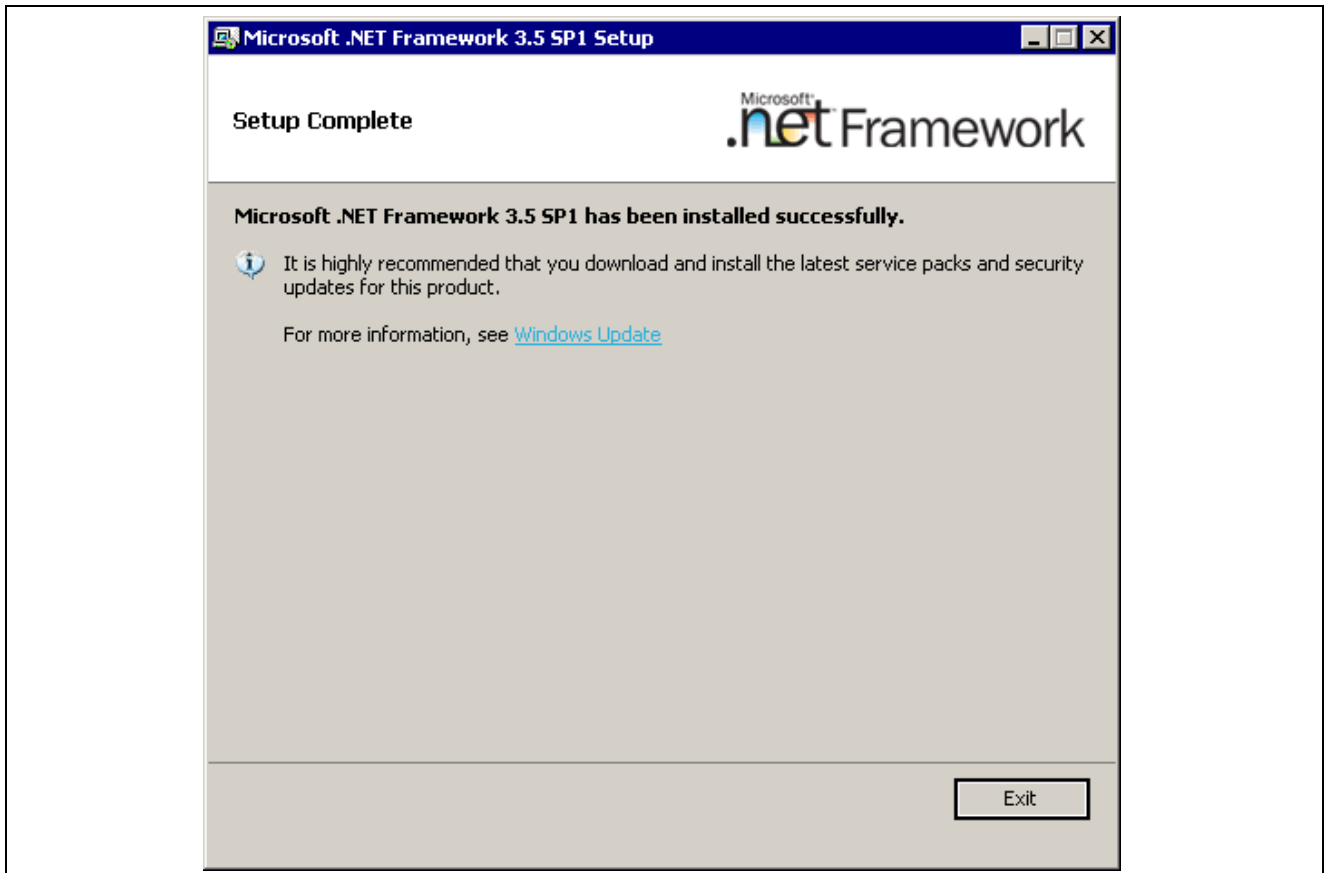 Microsoft .NET Framework 3.5 SP1 Setup
Setup Complete
Microsoft
.net Framework
Microsoft .NET Framework 3.5 SP1 has been installed successfully.
It is highly recommended that you download and install the latest service packs and security
updates for this product.
For more information, see Windows Update
Exit